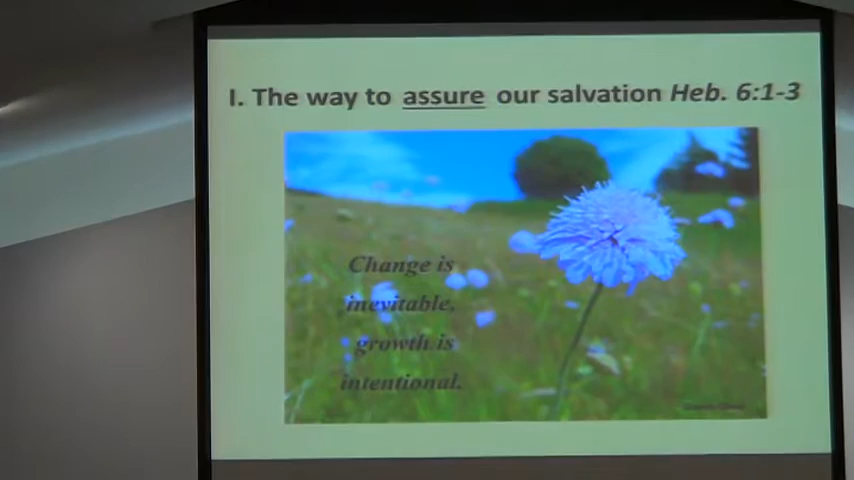 I. The way to assure our salvation Heb. 6:1-3
Change is
inevitable,
growth is
intentional.